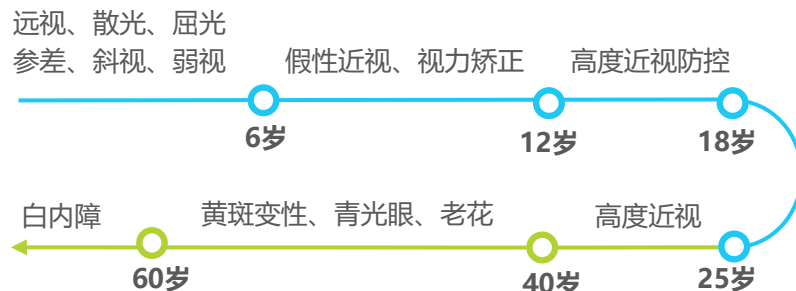 远视、散光、屈光
参差、斜视、弱视
假性近视、视力矫正
高度近视防控
6岁
12岁
18岁
白内障
黄斑变性、青光眼、老花
高度近视
60岁
40岁
25岁